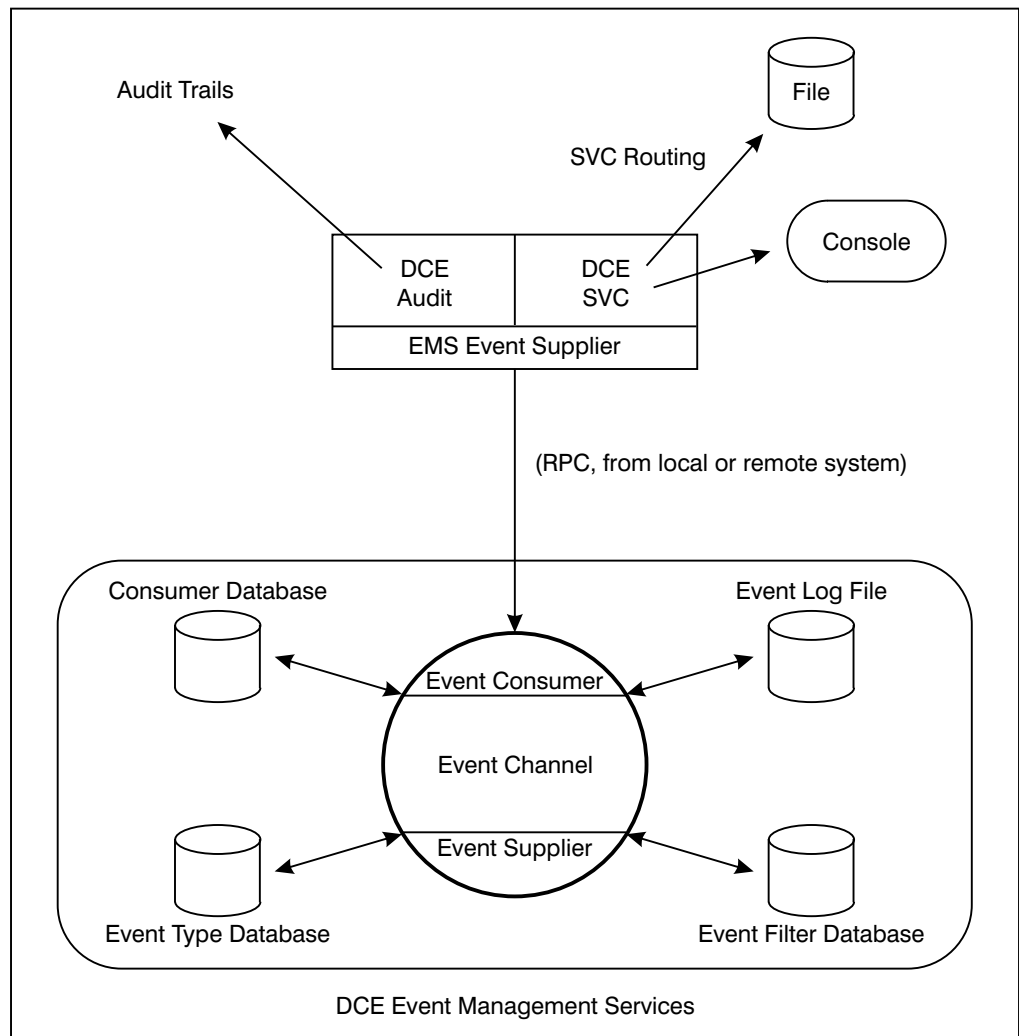 Audit Trails
File
SVC Routing
Console
DCE
Audit
DCE
SVC
EMS Event Supplier
(RPC, from local or remote system)
Consumer Database
Event Log File
Event Consumer
Event Channel
Event Supplier
Event Type Database
Event Filter Database
DCE Event Management Services